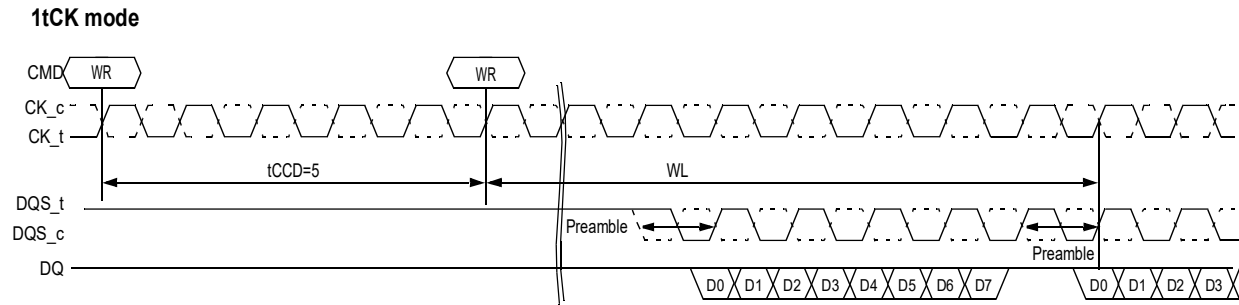 1tCK mode
CMD WR WR
CK_c
CK_t
tCCD=5 WL
DQS_t
Preamble
DQS_c
Preamble
DQ D0 D1 D2 D3 D4 D5 D6 D7 D0 D1 D2 D3